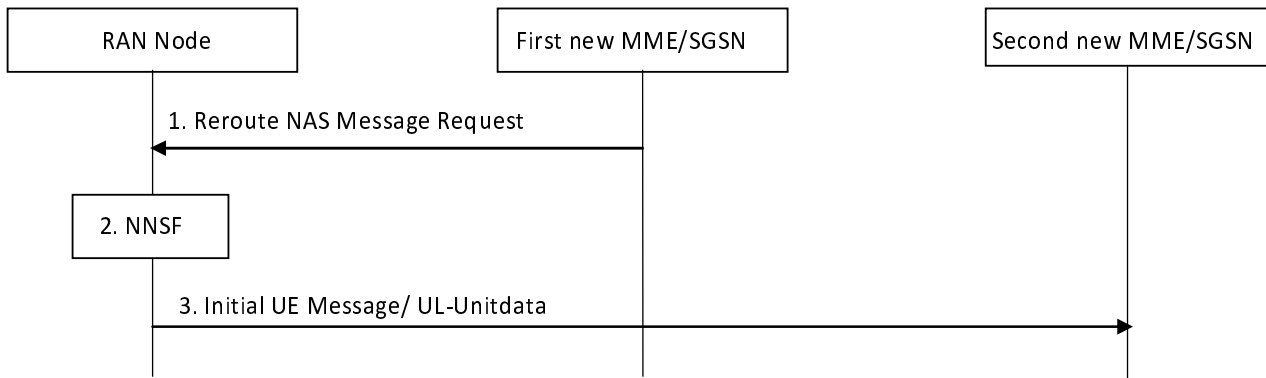 RAN Node
First new MME/SGSN
Second new MME/SGSN
1. Reroute NAS Message Request
2. NNSF
3. Initial UE Message/ UL-Unitdata